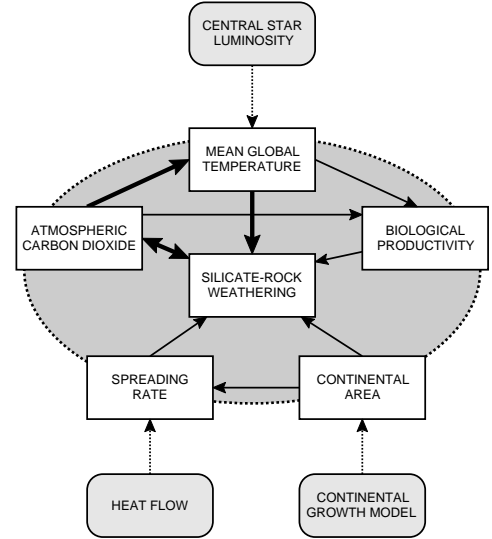 CENTRAL STAR
LUMINOSITY
MEAN GLOBAL
TEMPERATURE
ATMOSPHERIC
CARBON DIOXIDE
BIOLOGICAL
PRODUCTIVITY
SILICATE-ROCK
WEATHERING
SPREADING
RATE
CONTINENTAL
AREA
HEAT FLOW
CONTINENTAL
GROWTH MODEL